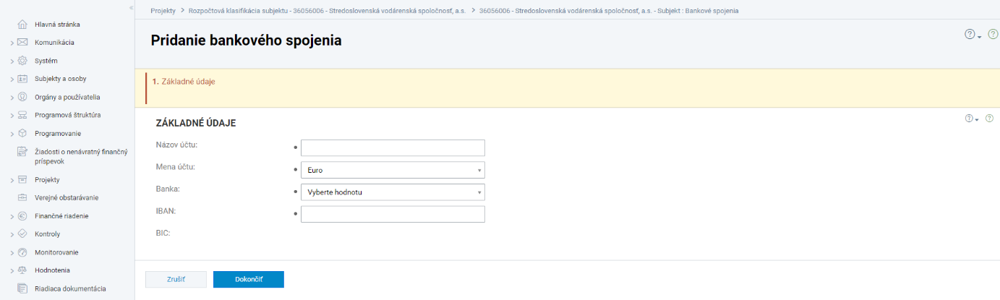 Projekty > Rozpočtová klasifikácia subjektu - 36056006 - Stredoslovenská vodárenská spoločnosť, a.s. > 36056006 - Stredoslovenská vodárenská spoločnosť, a.s. - Subjekt : Bankové spojenia
Hlavná stránka
Komunikácia
Systém
Subjekty a osoby
Orgány a používatelia
Programová štruktúra
Programovanie
Žiadosti o nenávratný finančný
príspevok
Projekty
Verejné obstarávanie
Finančné riadenie
Kontroly
Monitorovanie
Hodnotenia
Riadiaca dokumentácia
Pridanie bankového spojenia
1. Základné údaje
ZÁKLADNÉ ÚDAJE
Názov účtu:
Mena účtu: Euro
Banka: Vyberte hodnotu
IBAN:
BIC:
Zrušiť Dokončiť